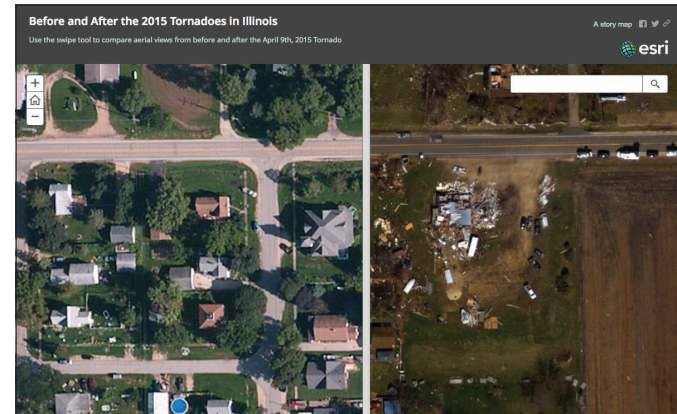 Before and After the 2015 Tornadoes in Illinois
Use the swipe tool to compare aerial views from before and after the April 9th, 2015 Tornado
A story map
esri